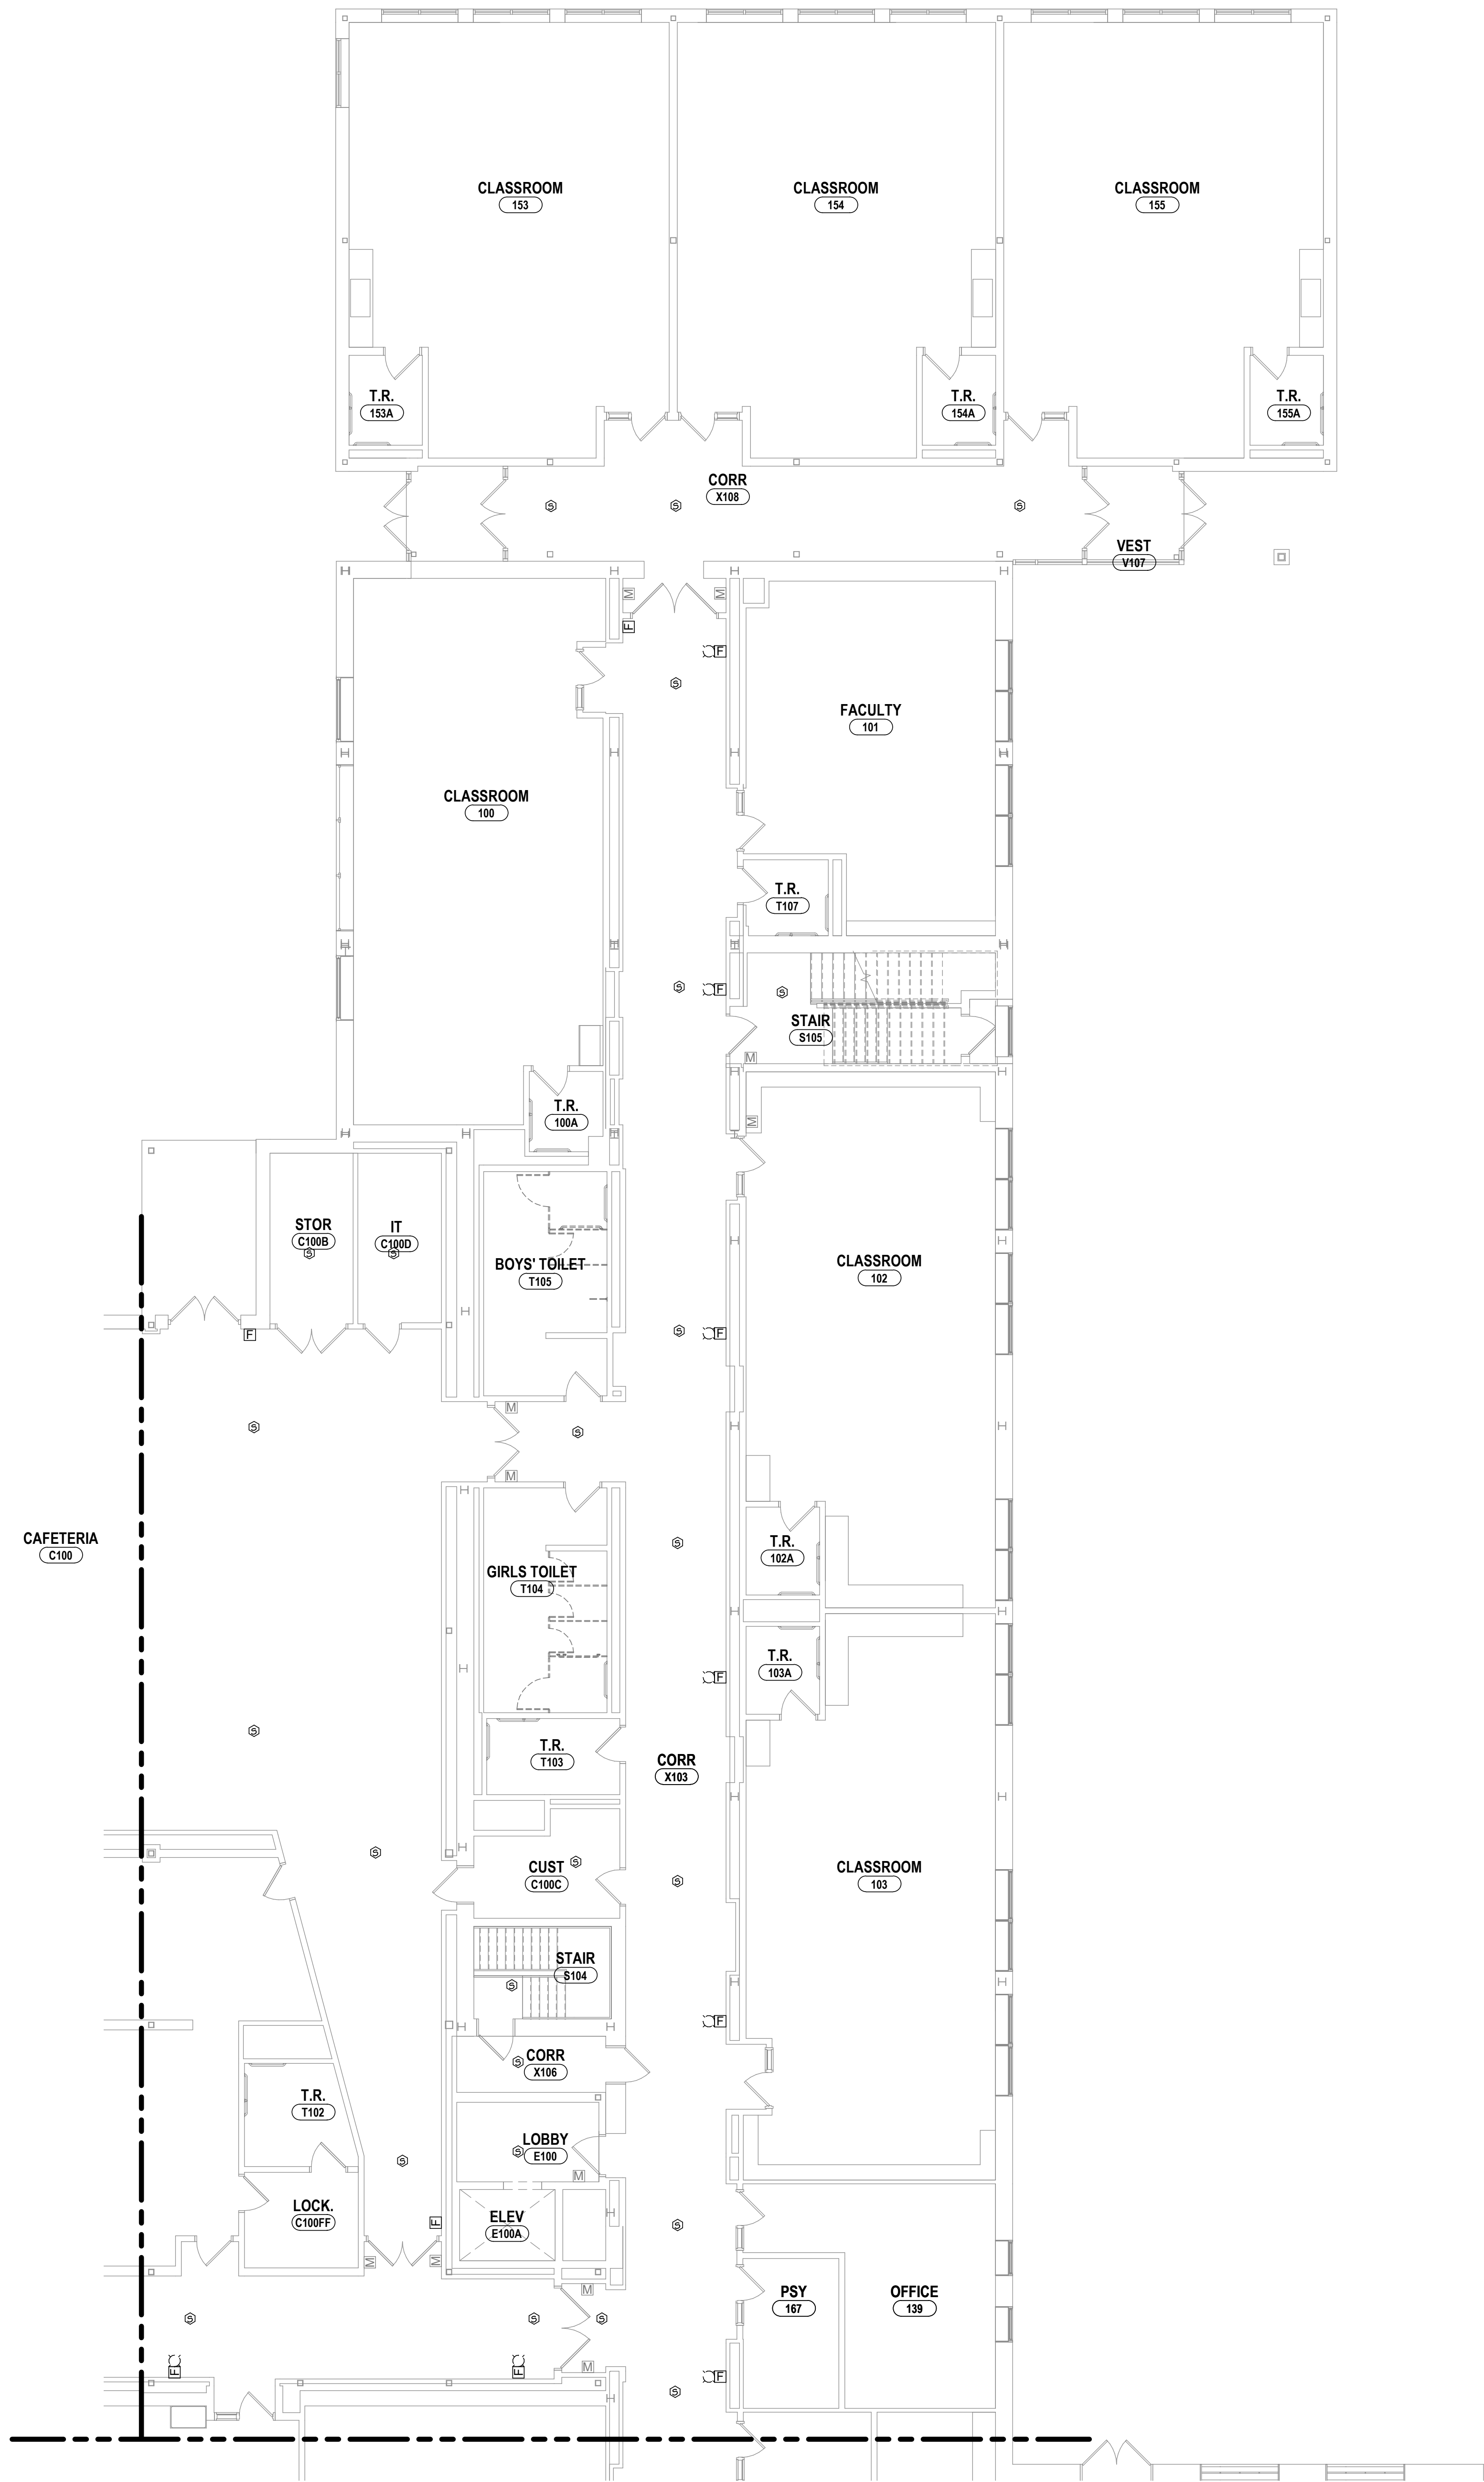 CLASSROOM
153
CLASSROOM
154
CLASSROOM
155
T.R.
153A
T.R.
154A
T.R.
155A
CORR
X108
S
S
S
VEST
V107
M
M
F
F
S
FACULTY
101
CLASSROOM
100
T.R.
T107
S
F
S
STAIR
S105
M
T.R.
100A
M
STOR
C100B
S
IT
C100D
S
BOYS' TOILET
T105
CLASSROOM
102
F
S
F
M
S
S
M
CAFETERIA
C100
GIRLS TOILET
T104
S
T.R.
102A
T.R.
103A
F
S
T.R.
T103
CORR
X103
S
CUST
C100C
S
S
CLASSROOM
103
STAIR
S104
S
F
CORR
X106
S
T.R.
T102
LOBBY
E100
S
S
M
LOCK.
C100FF
ELEV
E100A
F
S
M
M
M
PSY
167
OFFICE
139
S
S
S
F
F
M
F
S